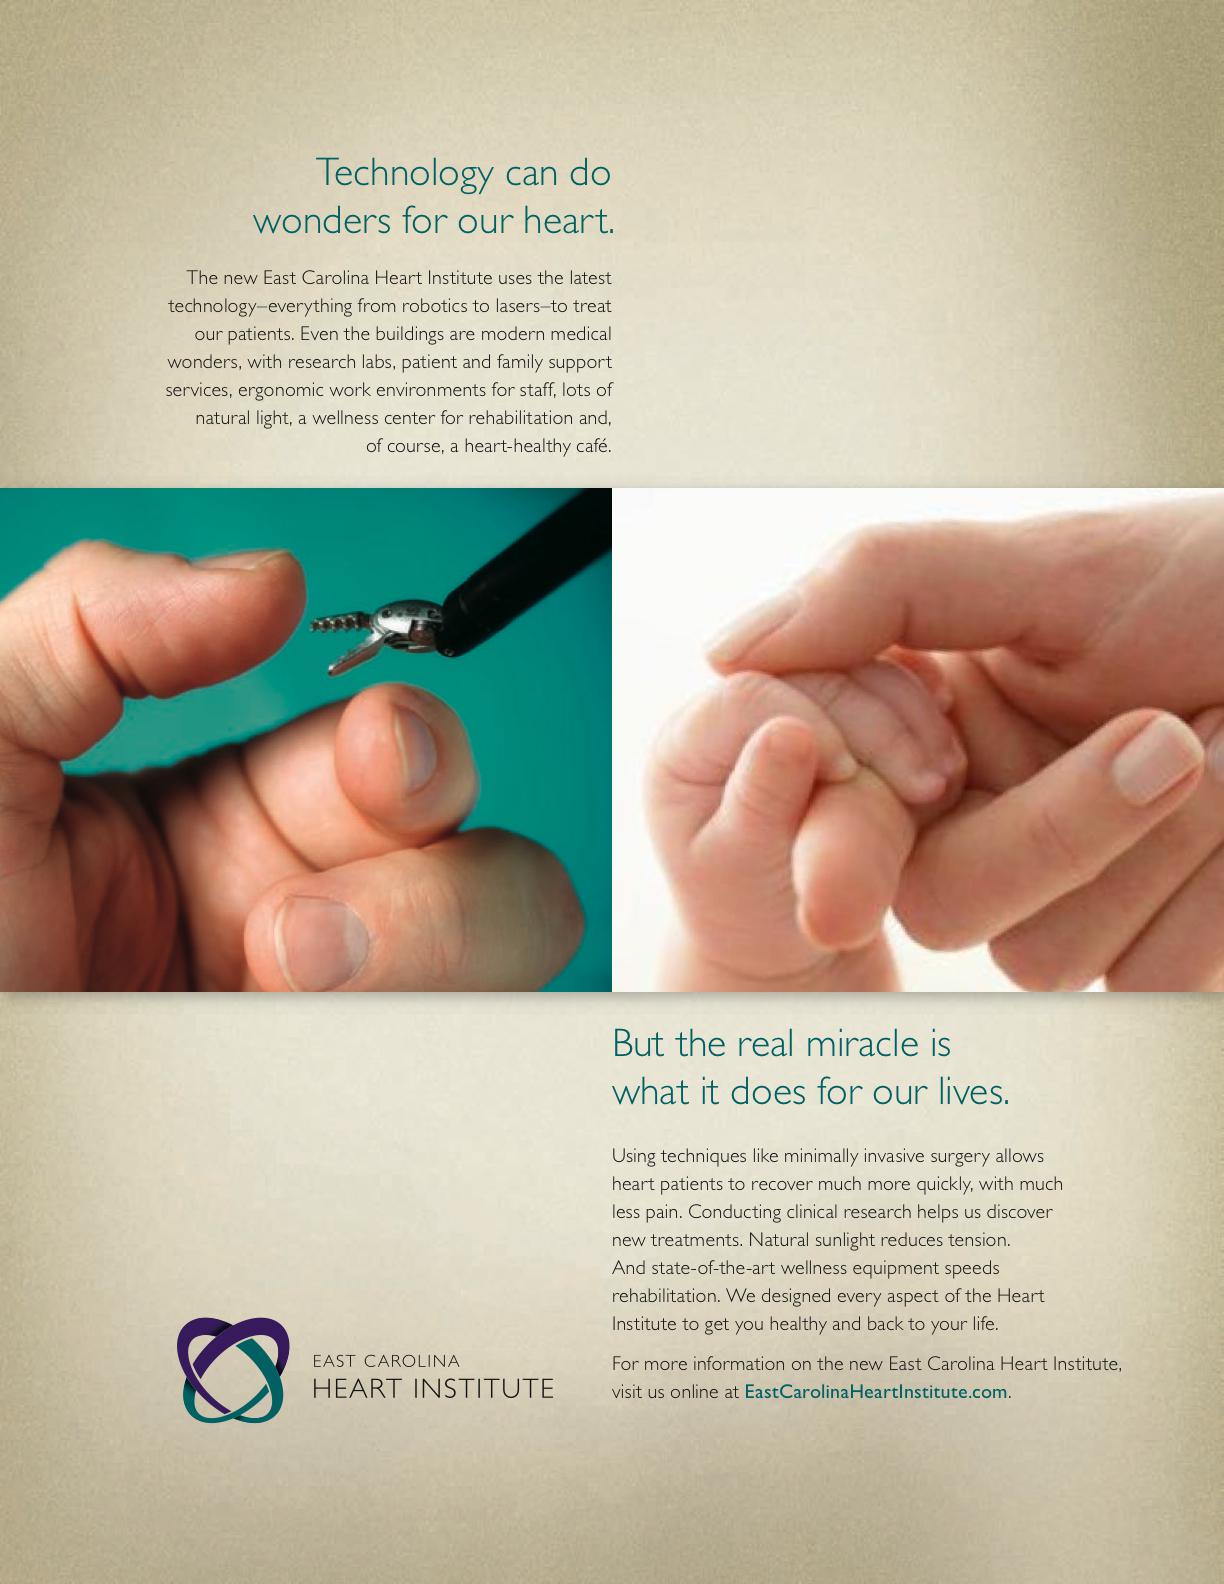 Technology can do
wonders for our heart.
The new East Carolina Heart Institute uses the latest
technology–everything from robotics to lasers–to treat
our patients. Even the buildings are modern medical
wonders, with research labs, patient and family support
services, ergonomic work environments for staff, lots of
natural light, a wellness center for rehabilitation and,
of course, a heart-healthy café.
But the real miracle is
what it does for our lives.
Using techniques like minimally invasive surgery allows
heart patients to recover much more quickly, with much
less pain. Conducting clinical research helps us discover
new treatments. Natural sunlight reduces tension.
And state-of-the-art wellness equipment speeds
rehabilitation. We designed every aspect of the Heart
Institute to get you healthy and back to your life.
For more information on the new East Carolina Heart Institute,
visit us online at EastCarolinaHeartInstitute.com.
EAST CAROLINA
HEART INSTITUTE